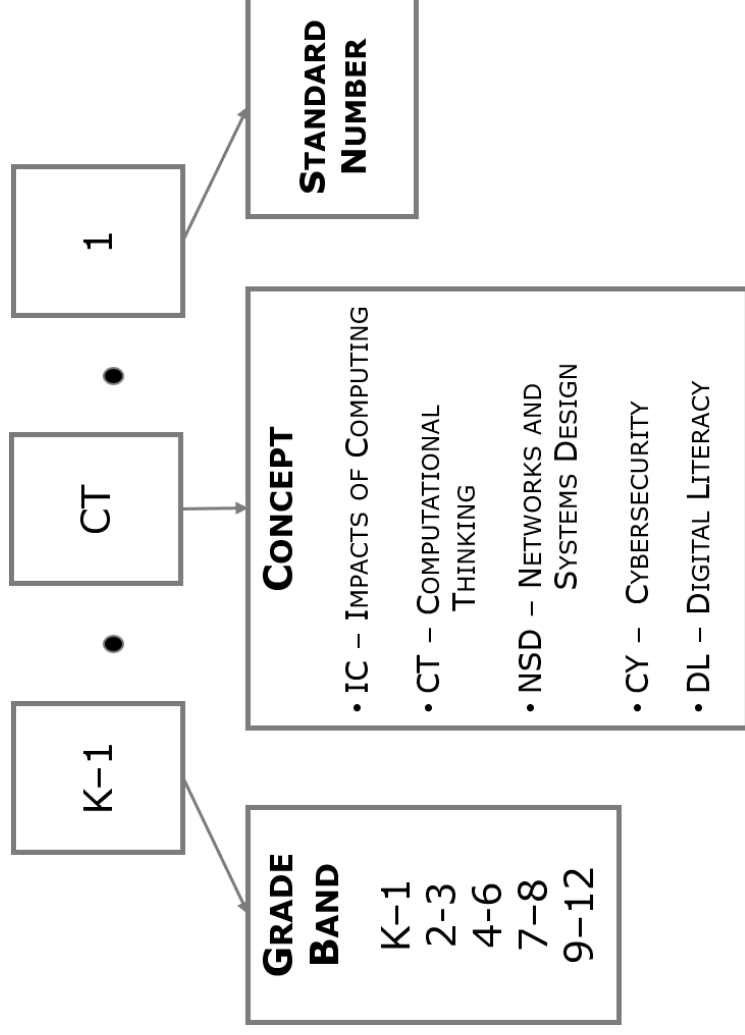 K–1
•
CT
•
1
GRADE
BAND
K–1
2-3
4-6
7–8
9–12
CONCEPT
• IC – IMPACTS OF COMPUTING
• CT – COMPUTATIONAL
THINKING
• NSD – NETWORKS AND
SYSTEMS DESIGN
• CY – CYBERSECURITY
• DL – DIGITAL LITERACY
STANDARD
NUMBER